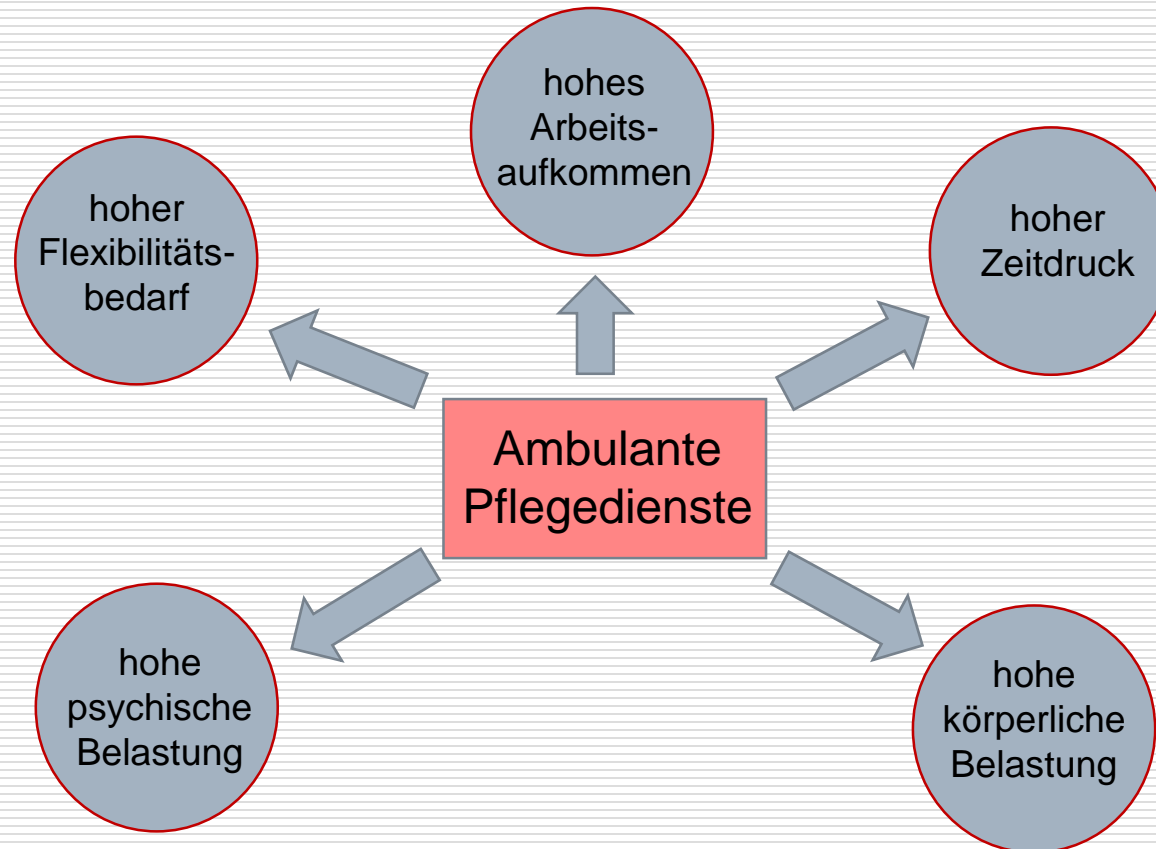 hohes
Arbeits-
aufkommen
hoher
Flexibilitäts-
bedarf
hoher
Zeitdruck
Ambulante
Pflegedienste
hohe
psychische
Belastung
hohe
körperliche
Belastung